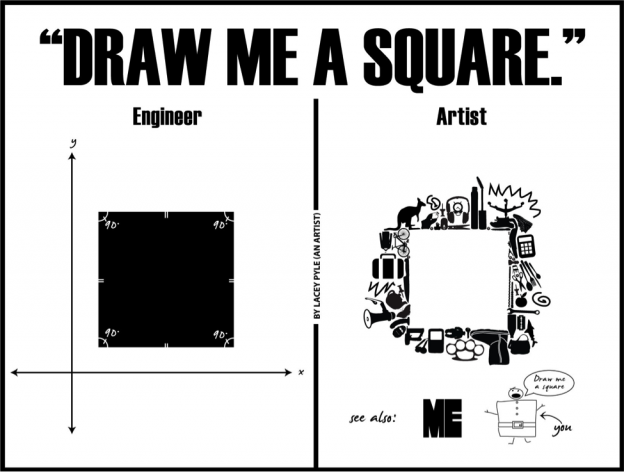 “DRAW ME A SQUARE.”
Engineer
Artist
y
90°
90°
90°
90°
x
BY LACEY PYLE (AN ARTIST)
see also:
ME
Draw me
a square
you